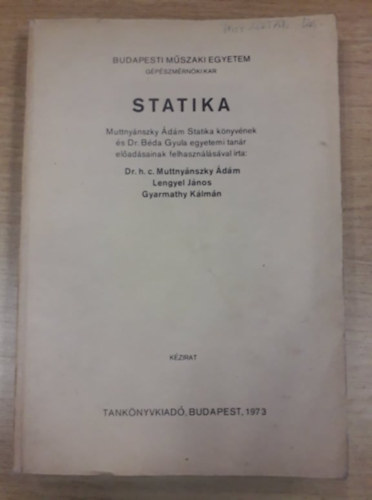 BUDAPESTI MŰSZAKI EGYETEM
GÉPÉSZMÉRNÖKI KAR
STATIKA
Muttnyánszky Ádám Statika könyvének
és Dr. Béda Gyula egyetemi tanár
előadásainak felhasználásával írta:
Dr. h. c. Muttnyánszky Ádám
Lengyel János
Gyarmathy Kálmán
KÉZIRAT
TANKÖNYVKIADÓ, BUDAPEST, 1973